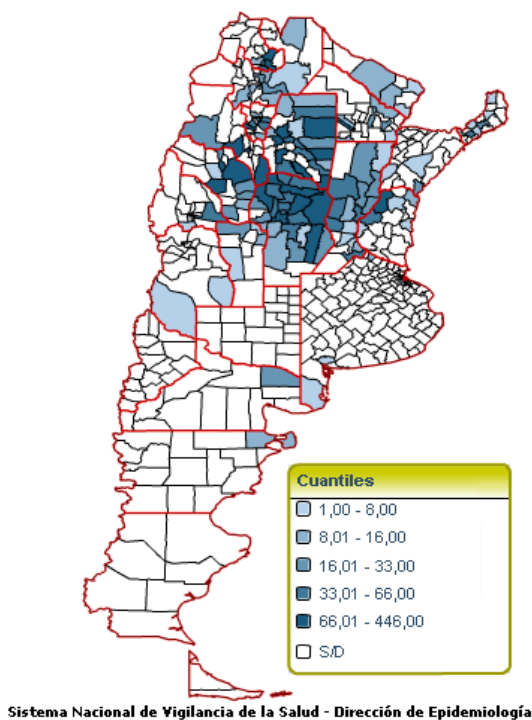 Cuantiles
1,00 - 8,00
8,01 - 16,00
16,01 - 33,00
33,01 - 66,00
66,01 - 446,00
S/D
Sistema Nacional de Vigilancia de la Salud - Dirección de Epidemiología